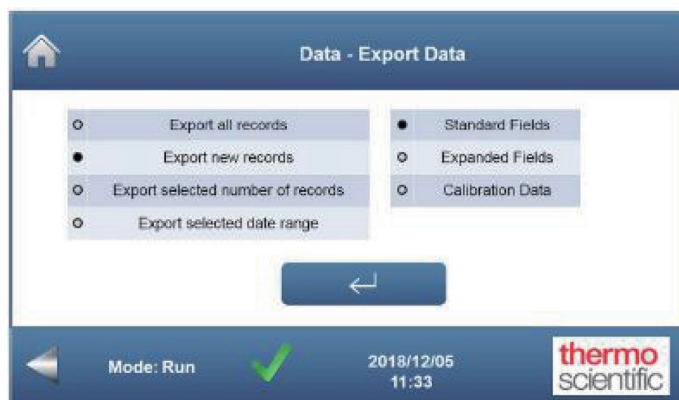 Data - Export Data
Export all records
Export new records
Export selected number of records
Export selected date range
Standard Fields
Expanded Fields
Calibration Data
Mode: Run
2018/12/05
11:33
thermo
scientific